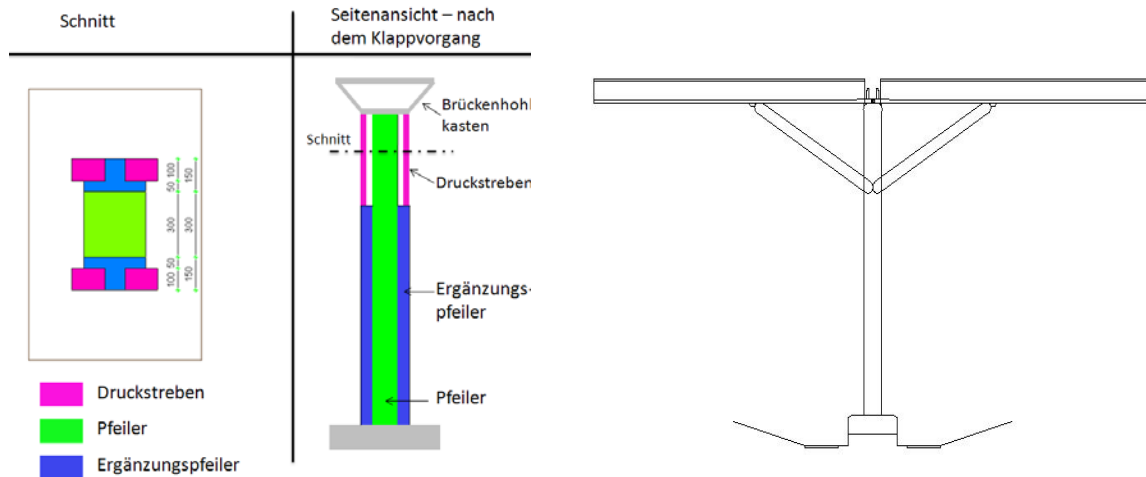 Schnitt
Seitenansicht – nach
dem Klappvorgang
Brückenhohl
kasten
Schnitt
Druckstreben
Ergänzungs-
pfeiler
Pfeiler
100
150
50
300
300
50
100
150
Druckstreben
Pfeiler
Ergänzungspfeiler